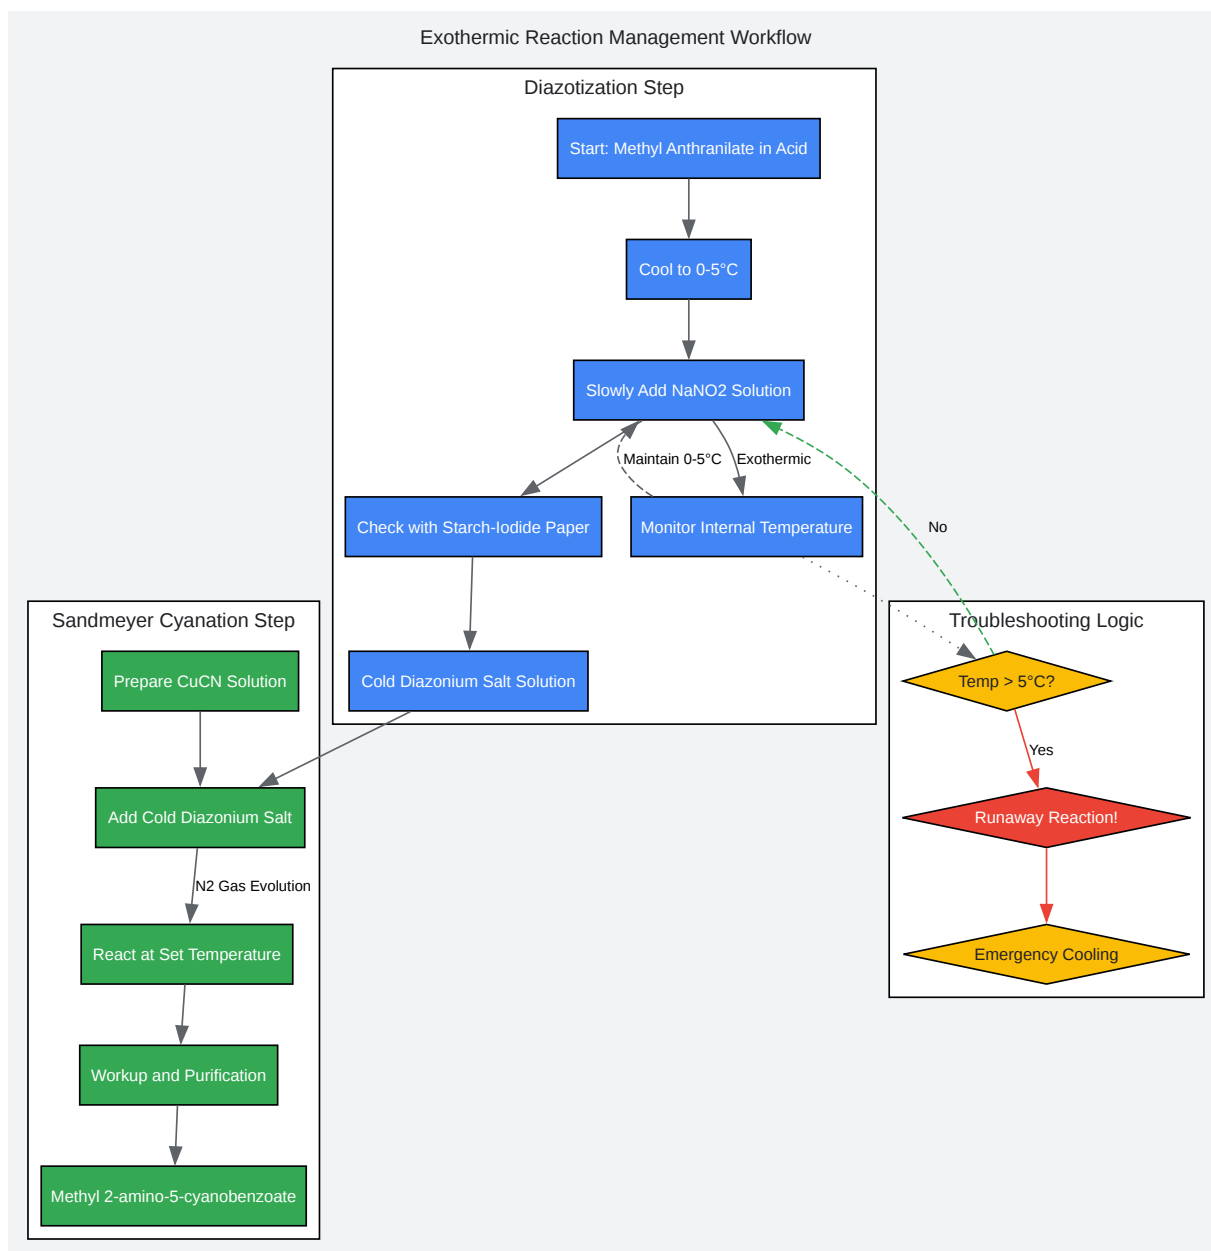 Exothermic Reaction Management Workflow
Diazotization Step
Start: Methyl Anthranilate in Acid
Cool to 0-5°C
Slowly Add NaNO2 Solution
Maintain 0-5°C
Exothermic
Check with Starch-Iodide Paper
Monitor Internal Temperature
No
Cold Diazonium Salt Solution
Sandmeyer Cyanation Step
Prepare CuCN Solution
Add Cold Diazonium Salt
N2 Gas Evolution
React at Set Temperature
Workup and Purification
Methyl 2-amino-5-cyanobenzoate
Troubleshooting Logic
Temp > 5°C?
Yes
Runaway Reaction!
Emergency Cooling